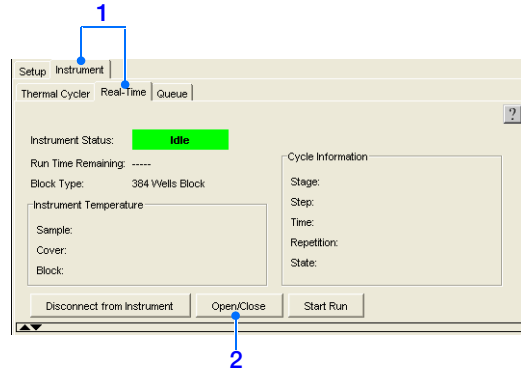 1
Setup Instrument
Thermal Cycler Real-Time Queue
?
Instrument Status: Idle
Run Time Remaining: -----
Block Type: 384 Wells Block
Instrument Temperature
Sample:
Cover:
Block:
Cycle Information
Stage:
Step:
Time:
Repetition:
State:
Disconnect from Instrument Open/Close Start Run
2